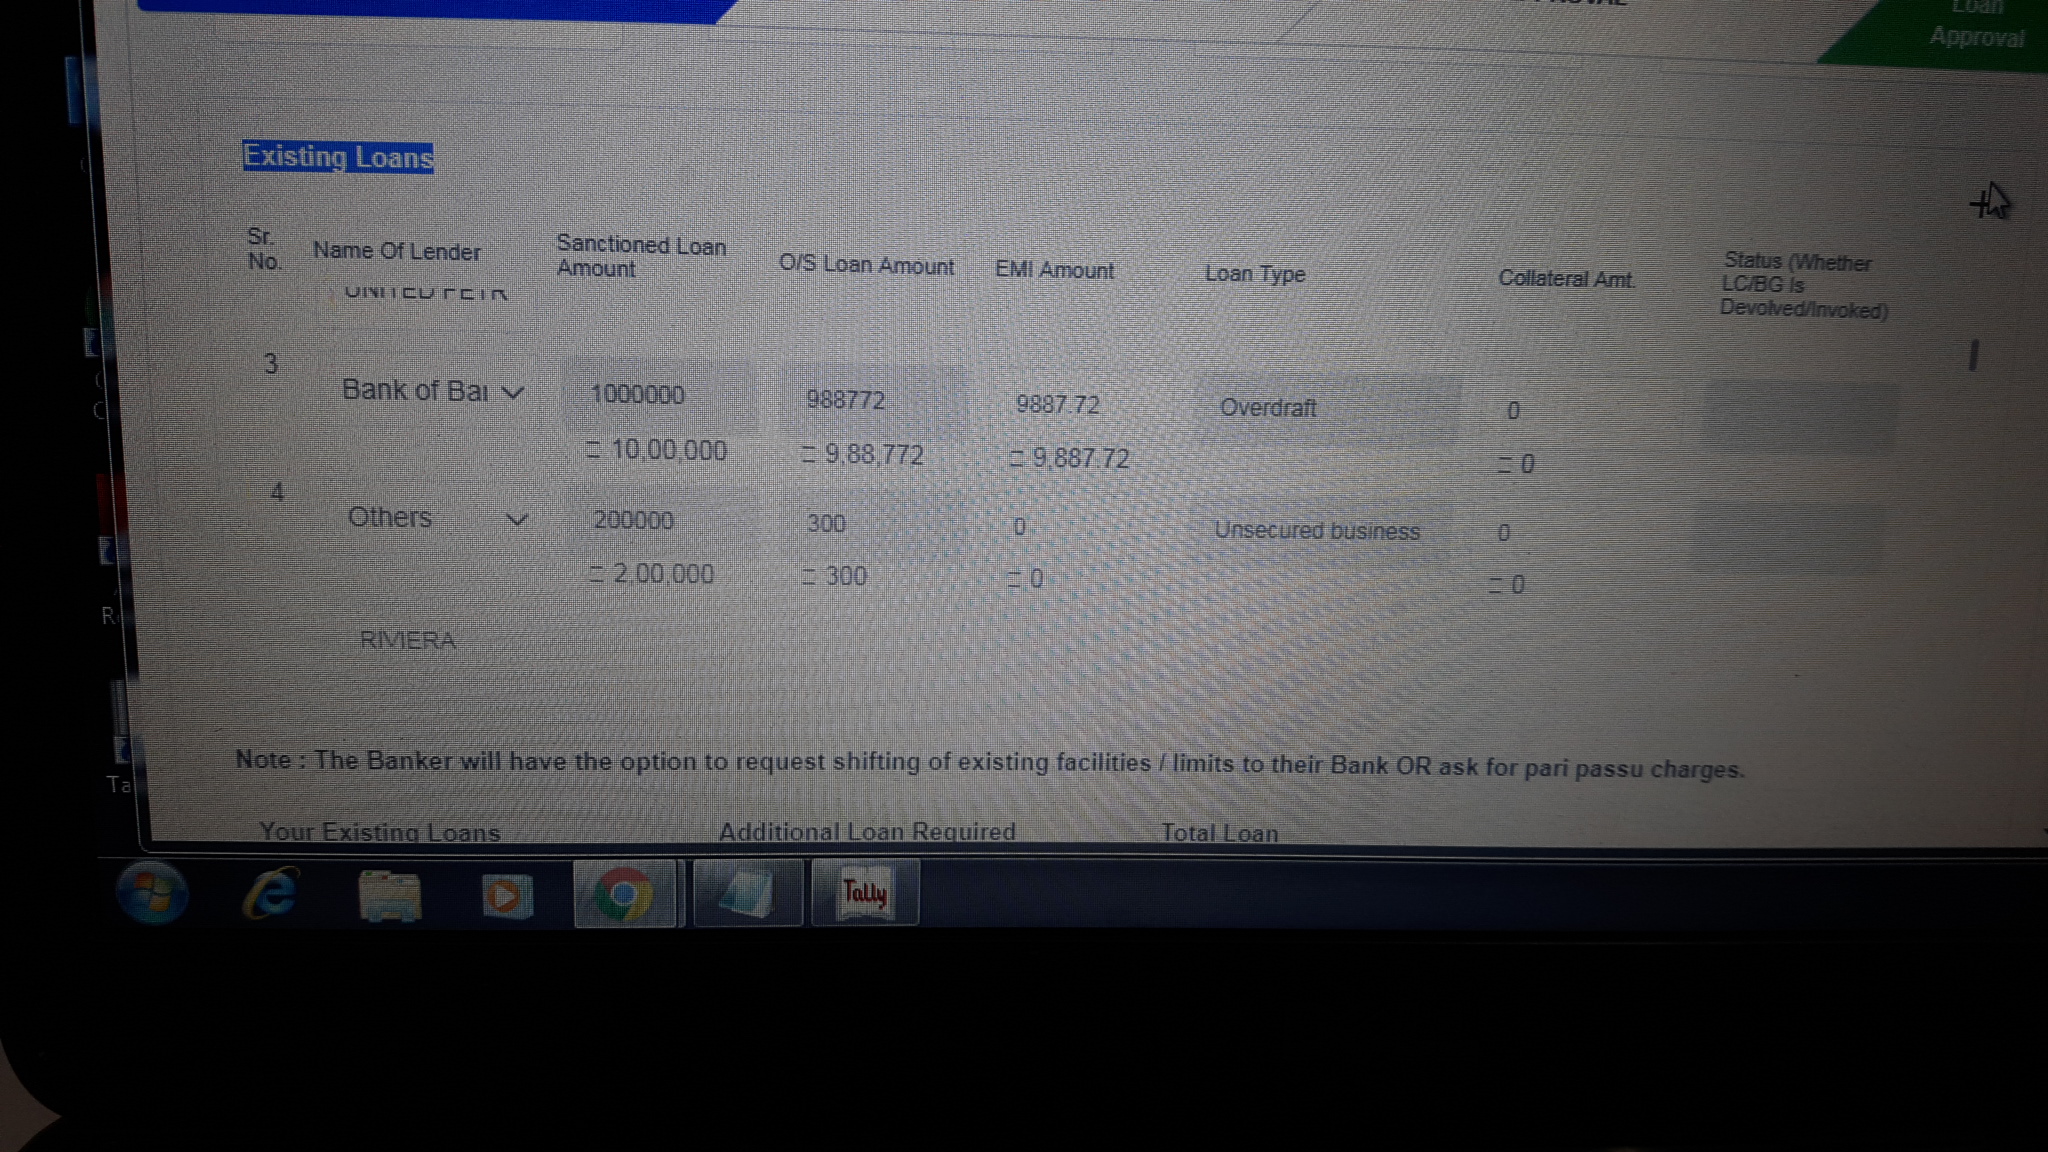 Loan
Approval
Existing Loans
Sr. No. Name Of Lender Sanctioned Loan Amount O/S Loan Amount EMI Amount Loan Type Collateral Amt. Status (Whether LC/BG is Devolved/Invoked)
3 Bank of Bar 1000000 988772 9887.72 Overdraft 0
= 10,00,000 = 9,88,772 = 9,887.72 = 0
4 Others 200000 300 0 Unsecured business 0
= 2,00,000 = 300 = 0 = 0
RIVIERA
Note : The Banker will have the option to request shifting of existing facilities / limits to their Bank OR ask for pari passu charges.
Your Existing Loans Additional Loan Required Total Loan
Ta
Tally